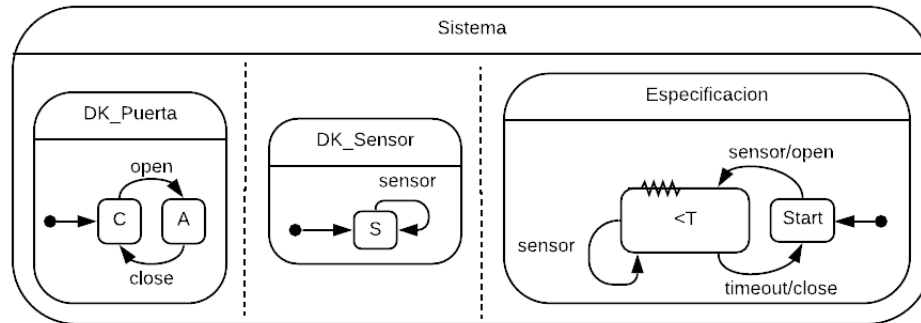 Sistema
DK_Puerta
open
C
A
close
DK_Sensor
sensor
S
Especificacion
sensor/open
<T
Start
sensor
timeout/close